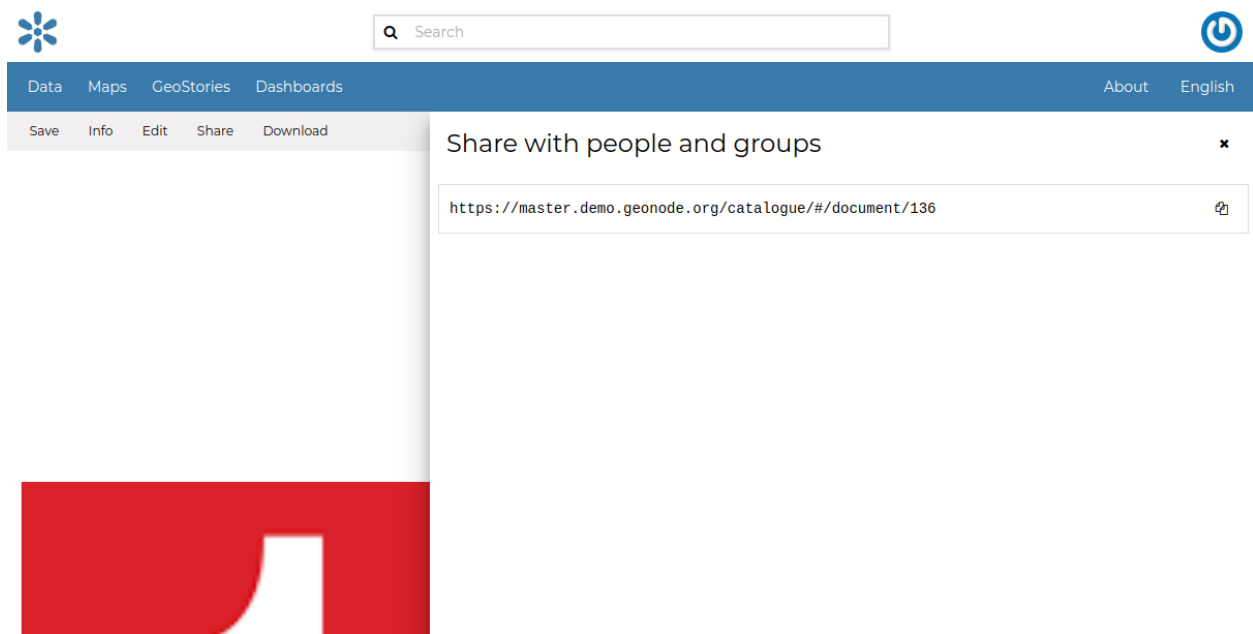 Search
Data Maps GeoStories Dashboards About English
Save Info Edit Share Download
Share with people and groups
https://master.demo.geonode.org/catalogue/#/document/136